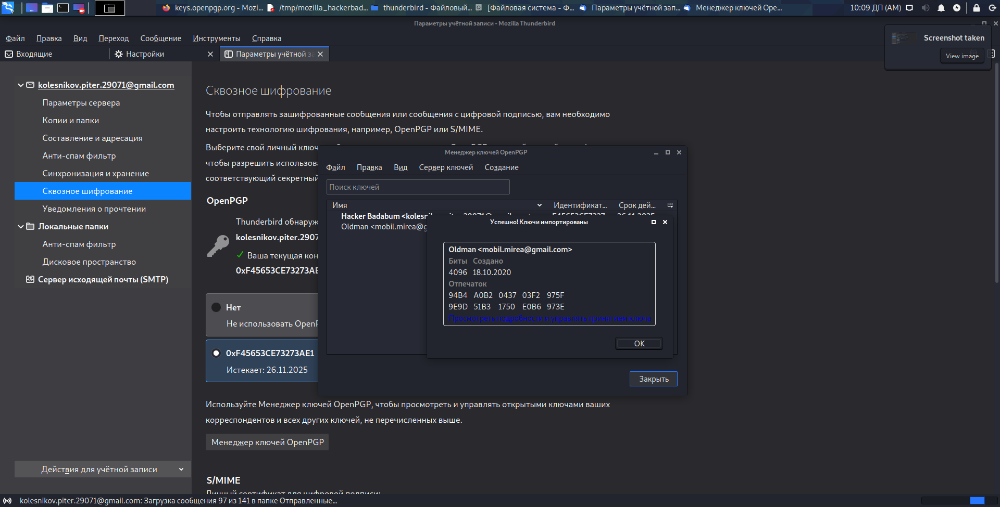 keys.openpgp.org - Mozi...
/tmp/mozilla_hackerbad...
thunderbird - Файловый...
[Файловая система - Ф...
Параметры учётной зап...
Менеджер ключей Ope...
10:09 ДП (AM)
Параметры учётной записи - Mozilla Thunderbird
Файл Правка Вид Переход Сообщение Инструменты Справка
Screenshot taken
View image
Входящие
Настройки
Параметры учётной за
kolesnikov.piter.29071@gmail.com
Параметры сервера
Копии и папки
Составление и адресация
Анти-спам фильтр
Синхронизация и хранение
Сквозное шифрование
Уведомления о прочтении
Локальные папки
Анти-спам фильтр
Дисковое пространство
Сервер исходящей почты (SMTP)
Действия для учётной записи
Сквозное шифрование
Чтобы отправлять зашифрованные сообщения или сообщения с цифровой подписью, вам необходимо
настроить технологию шифрования, например, OpenPGP или S/MIME.
Выберите свой личный ключ
чтобы разрешить использова
соответствующий секретный
OpenPGP
Thunderbird обнаруж
kolesnikov.piter.2907
Ваша текущая кон
0xF45653CE73273AE
Нет
Не использовать OpenP
0xF45653CE73273AE1
Истекает: 26.11.2025
Менеджер ключей OpenPGP
Файл Правка Вид Сервер ключей Создание
Поиск ключей
Имя Идентификат... Срок дей...
Hacker Badabum <kolesni
Oldman <mobil.mirea@g
Успешно! Ключи импортированы
Oldman <mobil.mirea@gmail.com>
Биты Создано
4096 18.10.2020
Отпечаток
94B4 A0B2 0437 03F2 975F
9E9D 51B3 1750 E0B6 973E
Просмотреть подробности и управлять принятием ключа
OK
Закрыть
Используйте Менеджер ключей OpenPGP, чтобы просмотреть и управлять открытыми ключами ваших
корреспондентов и всех других ключей, не перечисленных выше.
Менеджер ключей OpenPGP
S/MIME
Личный сертификат для цифровой подписи:
kolesnikov.piter.29071@gmail.com: Загрузка сообщения 97 из 141 в папке Отправленные...